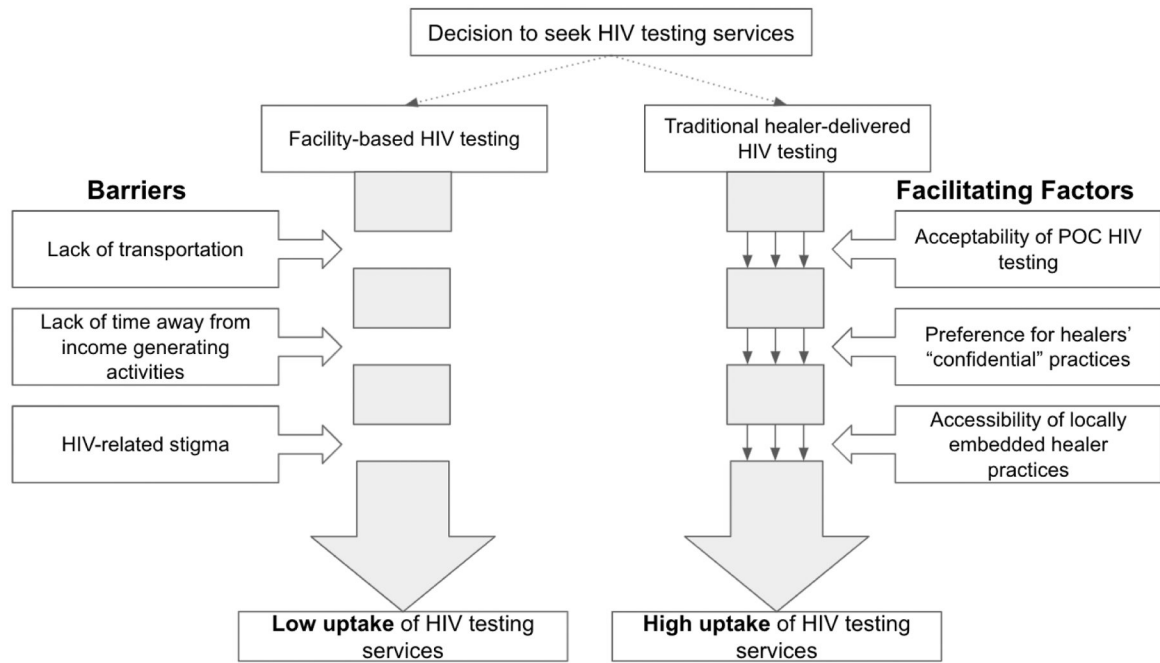 Decision to seek HIV testing services
Facility-based HIV testing
Traditional healer-delivered
HIV testing
Barriers
Facilitating Factors
Lack of transportation
Acceptability of POC HIV
testing
Lack of time away from
income generating
activities
Preference for healers’
“confidential” practices
HIV-related stigma
Accessibility of locally
embedded healer
practices
Low uptake of HIV testing
services
High uptake of HIV testing
services